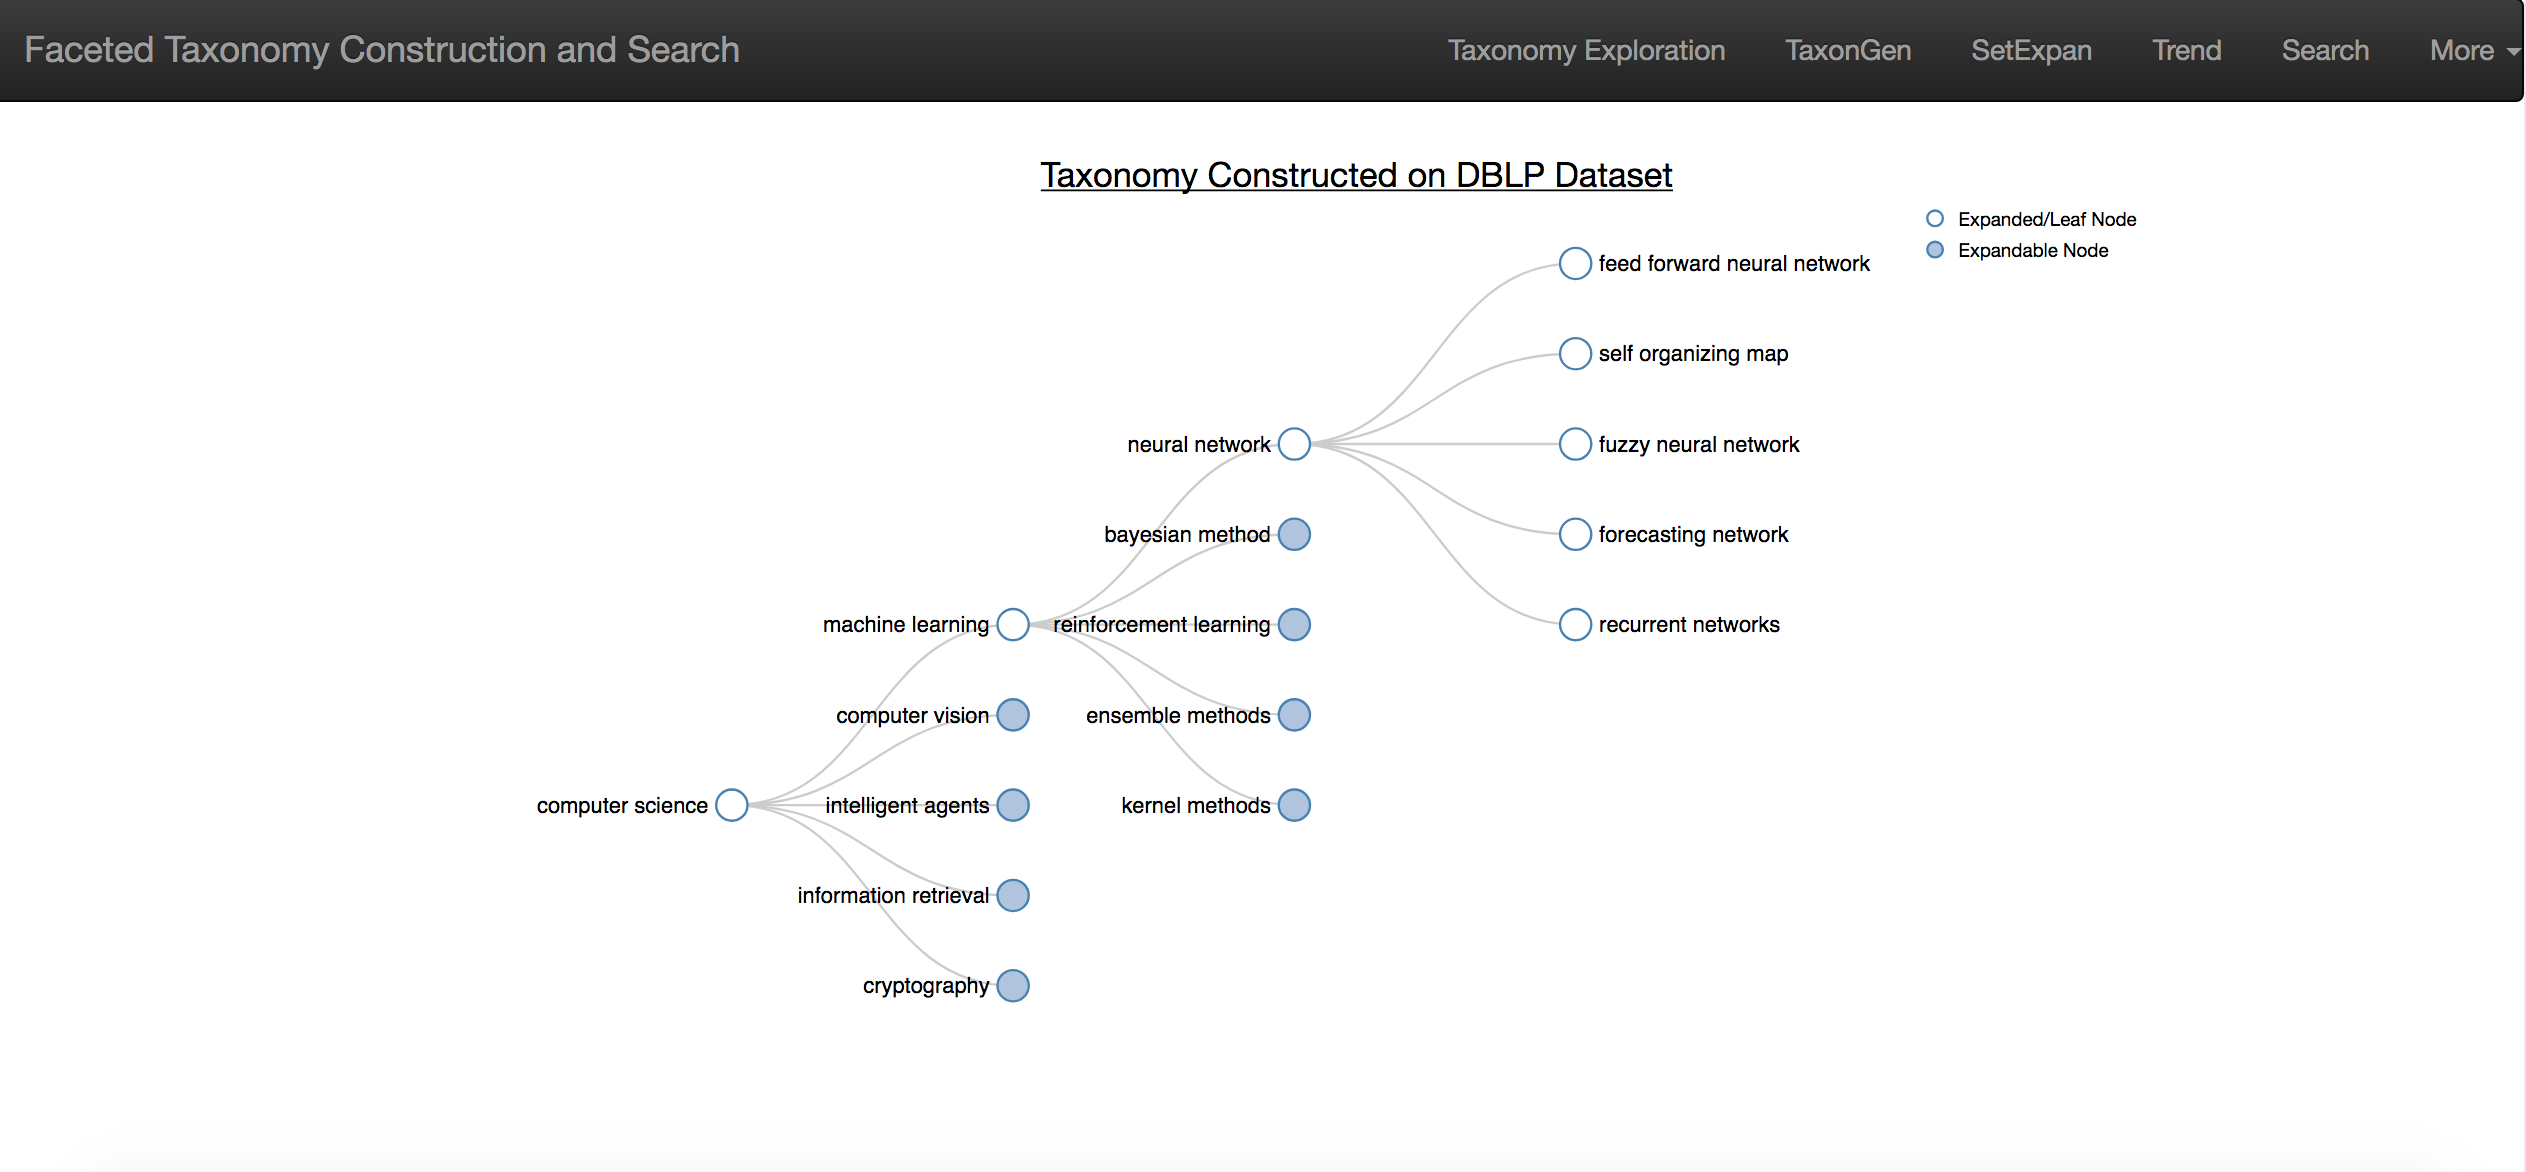 Faceted Taxonomy Construction and Search
Taxonomy Exploration
TaxonGen
SetExpan
Trend
Search
More
Taxonomy Constructed on DBLP Dataset
Expanded/Leaf Node
Expandable Node
feed forward neural network
self organizing map
neural network
fuzzy neural network
bayesian method
forecasting network
machine learning
reinforcement learning
recurrent networks
computer vision
ensemble methods
computer science
intelligent agents
kernel methods
information retrieval
cryptography